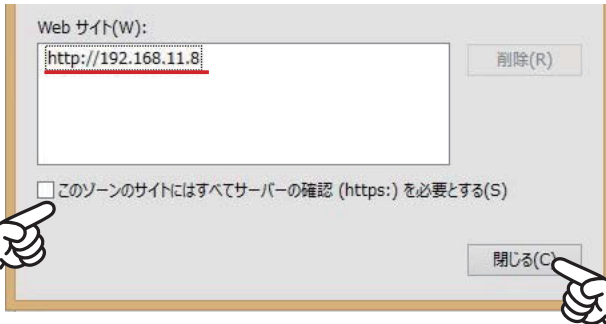 Web サイト(W):
http://192.168.11.8
削除(R)
このゾーンのサイトにはすべてサーバーの確認 (https:) を必要とする(S)
閉じる(C)